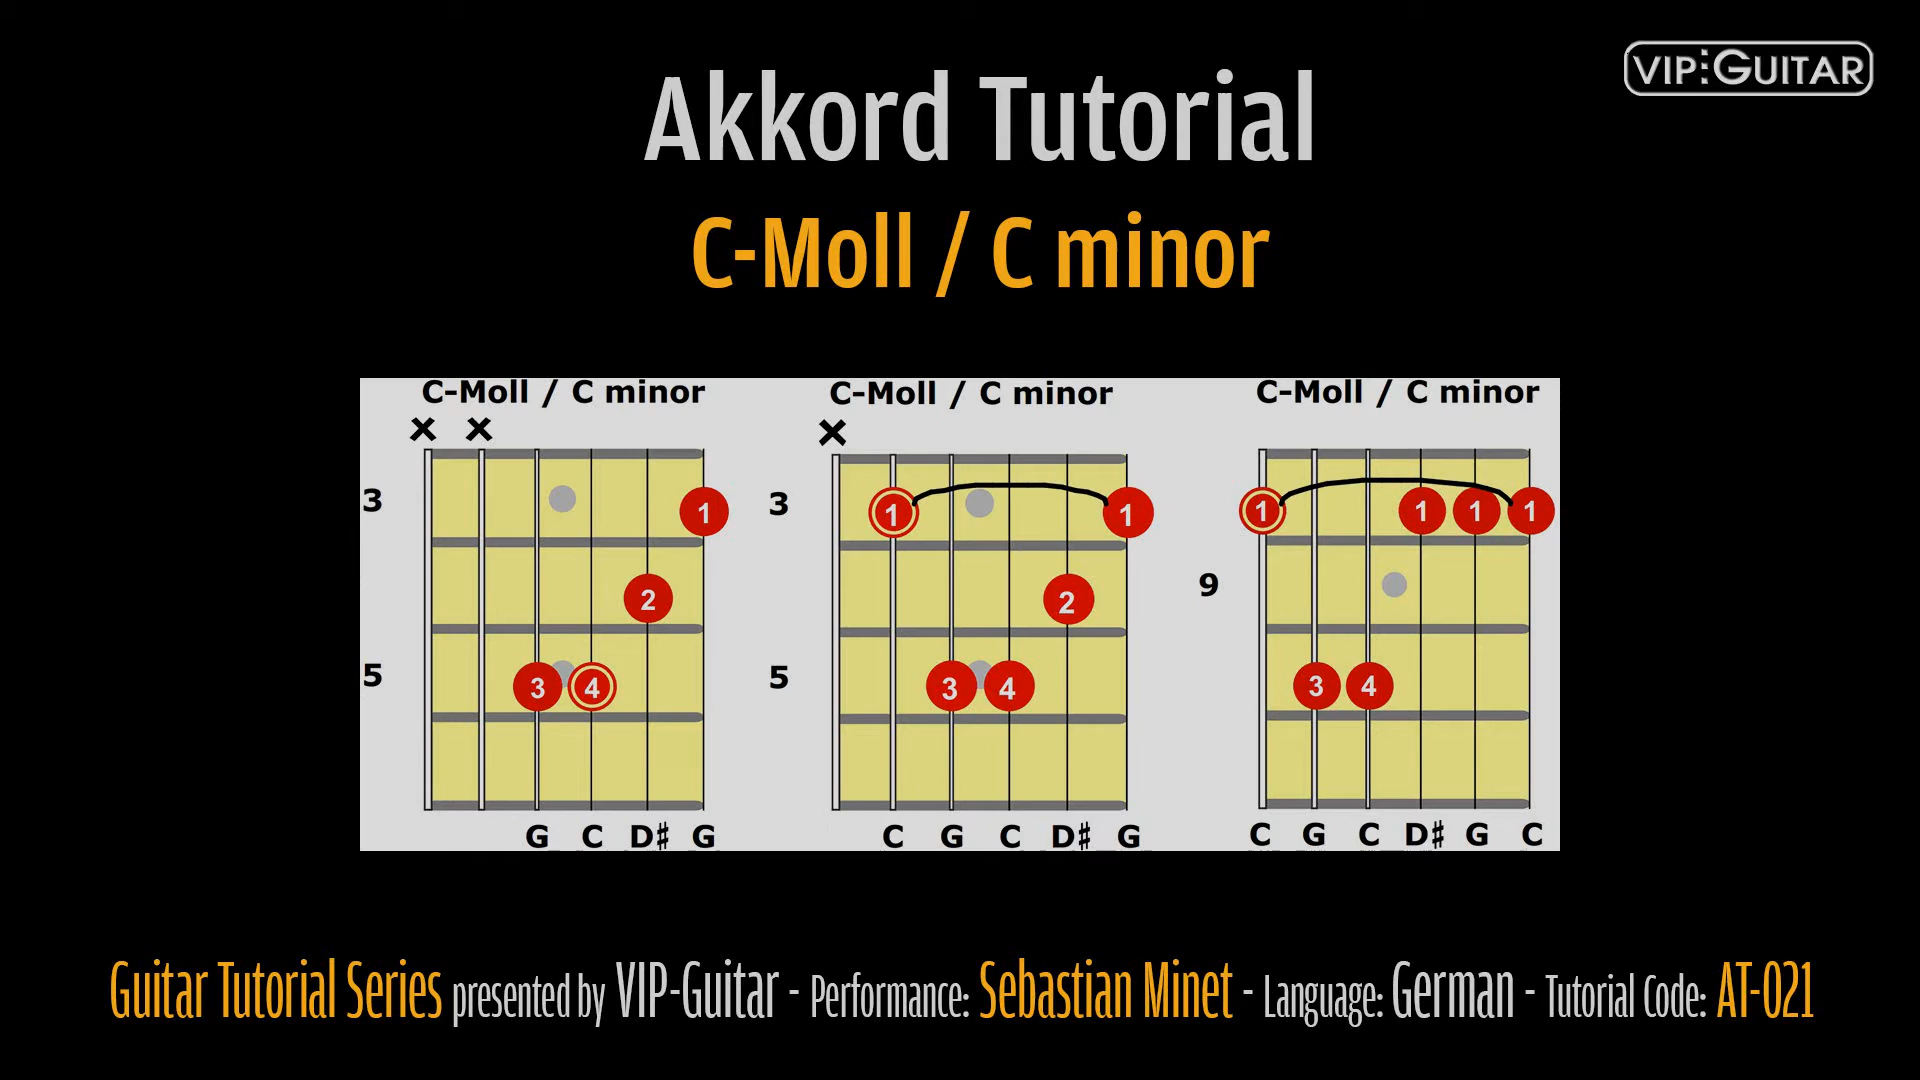 VIP:GUITAR
Akkord Tutorial
C-Moll / C minor
C-Moll / C minor
× ×
3
1
2
5
3 4
G C D♯ G
C-Moll / C minor
×
3
1 1
2
5
3 4
C G C D♯ G
C-Moll / C minor
1 1 1 1
9
3 4
C G C D♯ G C
Guitar Tutorial Series presented by VIP-Guitar - Performance: Sebastian Minet - Language: German - Tutorial Code: AT-021